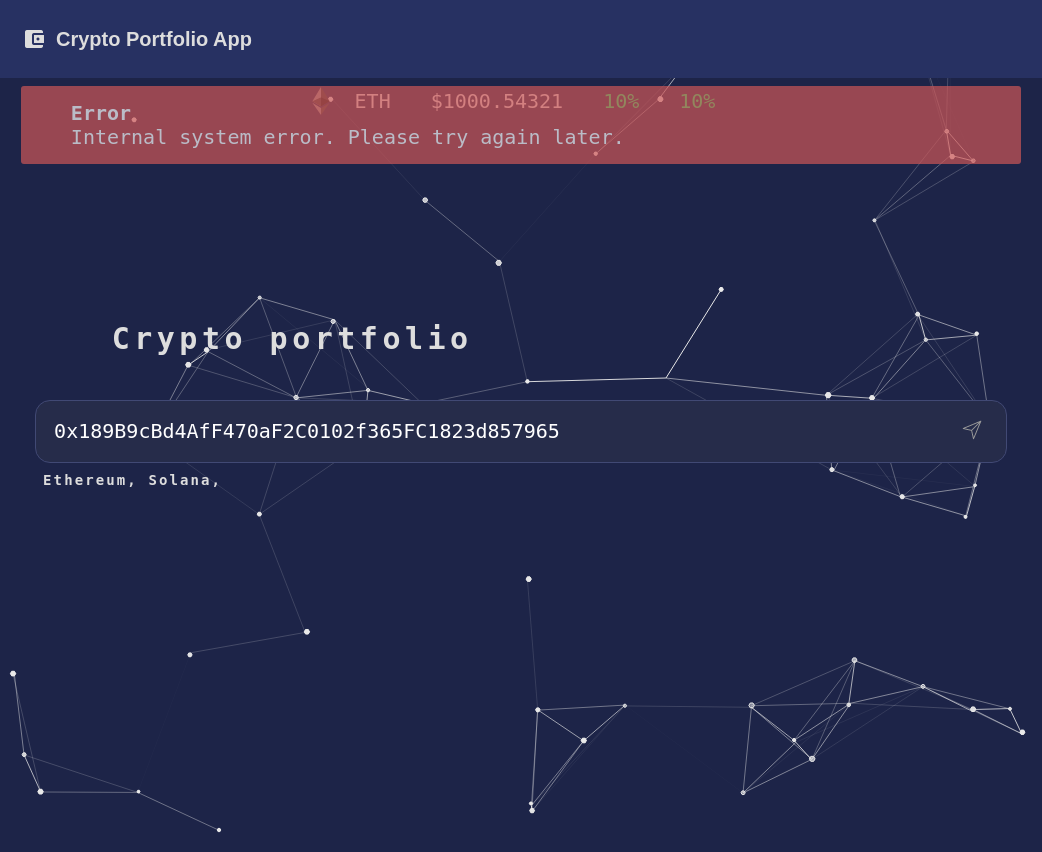 Crypto Portfolio App
ETH $1000.54321 10% 10%
Error.
Internal system error. Please try again later.
Crypto portfolio
0x189B9cBd4AfF470aF2C0102f365FC1823d857965
Ethereum, Solana,